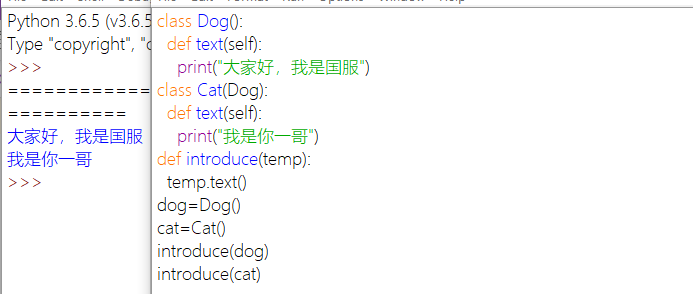 Python 3.6.5 (v3.6.5
Type "copyright", "c
>>>
=============
==========
大家好，我是国服
我是你一哥
>>>
class Dog():
def text(self):
print("大家好，我是国服")
class Cat(Dog):
def text(self):
print("我是你一哥")
def introduce(temp):
temp.text()
dog=Dog()
cat=Cat()
introduce(dog)
introduce(cat)